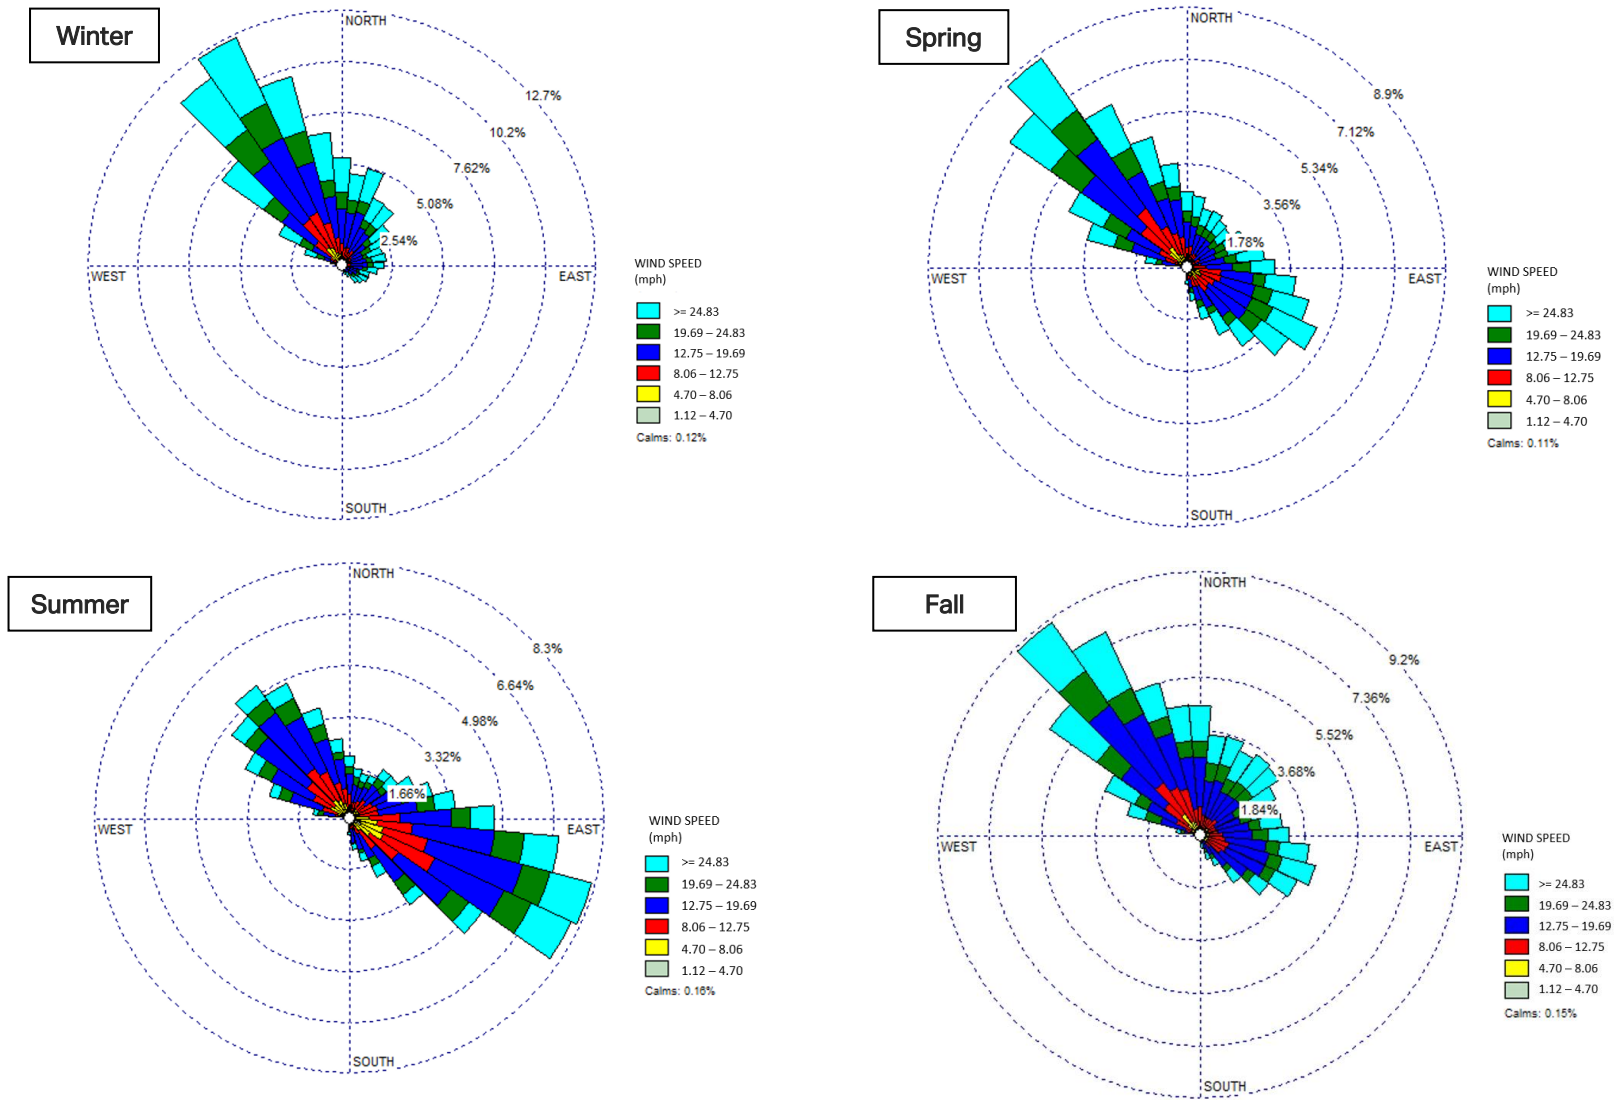 Winter
NORTH
12.7%
10.2%
7.62%
5.08%
2.54%
WEST
EAST
SOUTH
WIND SPEED
(mph)
>= 24.83
19.69 – 24.83
12.75 – 19.69
8.06 – 12.75
4.70 – 8.06
1.12 – 4.70
Calms: 0.12%
Spring
NORTH
8.9%
7.12%
5.34%
3.56%
1.78%
WEST
EAST
SOUTH
WIND SPEED
(mph)
>= 24.83
19.69 – 24.83
12.75 – 19.69
8.06 – 12.75
4.70 – 8.06
1.12 – 4.70
Calms: 0.11%
Summer
NORTH
8.3%
6.64%
4.98%
3.32%
1.66%
WEST
EAST
SOUTH
WIND SPEED
(mph)
>= 24.83
19.69 – 24.83
12.75 – 19.69
8.06 – 12.75
4.70 – 8.06
1.12 – 4.70
Calms: 0.16%
Fall
NORTH
9.2%
7.36%
5.52%
3.68%
1.84%
WEST
EAST
SOUTH
WIND SPEED
(mph)
>= 24.83
19.69 – 24.83
12.75 – 19.69
8.06 – 12.75
4.70 – 8.06
1.12 – 4.70
Calms: 0.15%